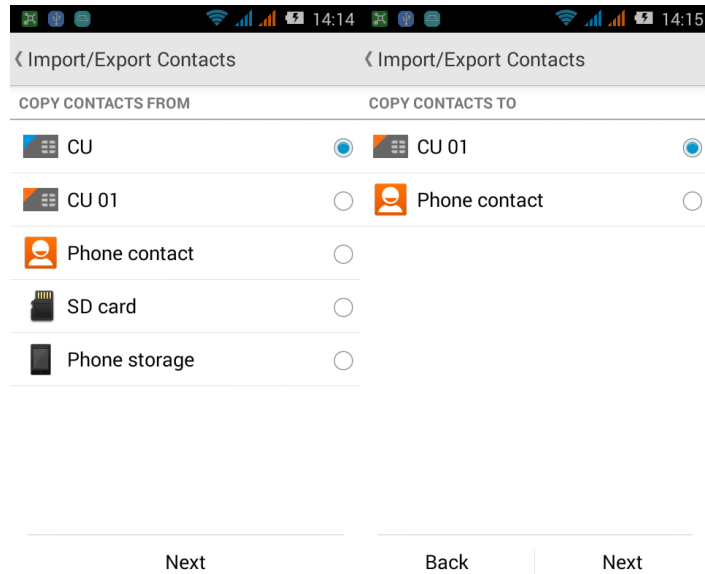 14:14
Import/Export Contacts
COPY CONTACTS FROM
CU
CU 01
Phone contact
SD card
Phone storage
Next
14:15
Import/Export Contacts
COPY CONTACTS TO
CU 01
Phone contact
Back
Next